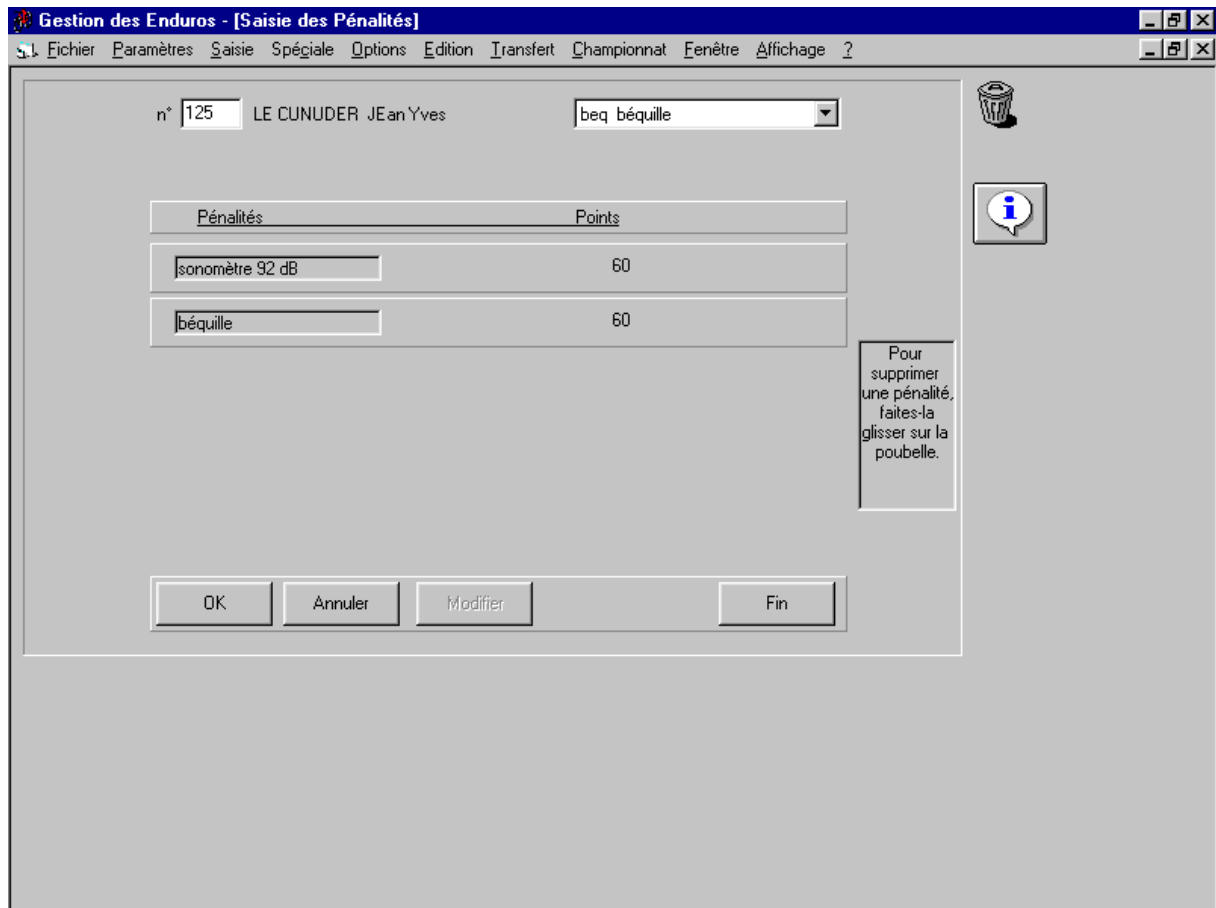 Gestion des Enduros - [Saisie des Pénalités]
Fichier Paramètres Saisie Spéciale Options Edition Transfert Championnat Fenêtre Affichage ?
n° 125 LE CUNUDER JEan Yves beq béquille
Pénalités Points
sonomètre 92 dB 60
béquille 60
Pour
supprimer
une pénalité,
faites-la
glisser sur la
poubelle.
OK Annuler Modifier Fin